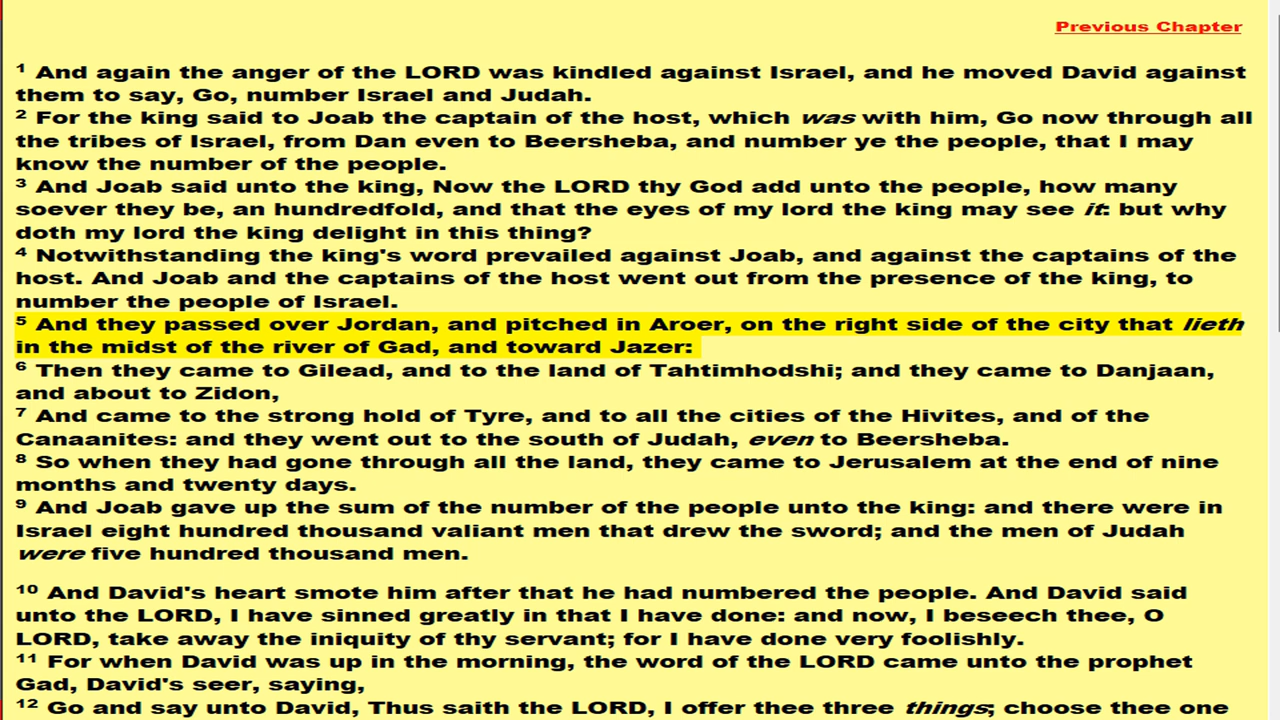 Previous Chapter
1 And again the anger of the LORD was kindled against Israel, and he moved David against
them to say, Go, number Israel and Judah.
2 For the king said to Joab the captain of the host, which was with him, Go now through all
the tribes of Israel, from Dan even to Beersheba, and number ye the people, that I may
know the number of the people.
3 And Joab said unto the king, Now the LORD thy God add unto the people, how many
soever they be, an hundredfold, and that the eyes of my lord the king may see it: but why
doth my lord the king delight in this thing?
4 Notwithstanding the king's word prevailed against Joab, and against the captains of the
host. And Joab and the captains of the host went out from the presence of the king, to
number the people of Israel.
5 And they passed over Jordan, and pitched in Aroer, on the right side of the city that lieth
in the midst of the river of Gad, and toward Jazer:
6 Then they came to Gilead, and to the land of Tahtimhodshi; and they came to Danjaan,
and about to Zidon,
7 And came to the strong hold of Tyre, and to all the cities of the Hivites, and of the
Canaanites: and they went out to the south of Judah, even to Beersheba.
8 So when they had gone through all the land, they came to Jerusalem at the end of nine
months and twenty days.
9 And Joab gave up the sum of the number of the people unto the king: and there were in
Israel eight hundred thousand valiant men that drew the sword; and the men of Judah
were five hundred thousand men.
10 And David's heart smote him after that he had numbered the people. And David said
unto the LORD, I have sinned greatly in that I have done: and now, I beseech thee, O
LORD, take away the iniquity of thy servant; for I have done very foolishly.
11 For when David was up in the morning, the word of the LORD came unto the prophet
Gad, David's seer, saying,
12 Go and say unto David, Thus saith the LORD, I offer thee three things; choose thee one